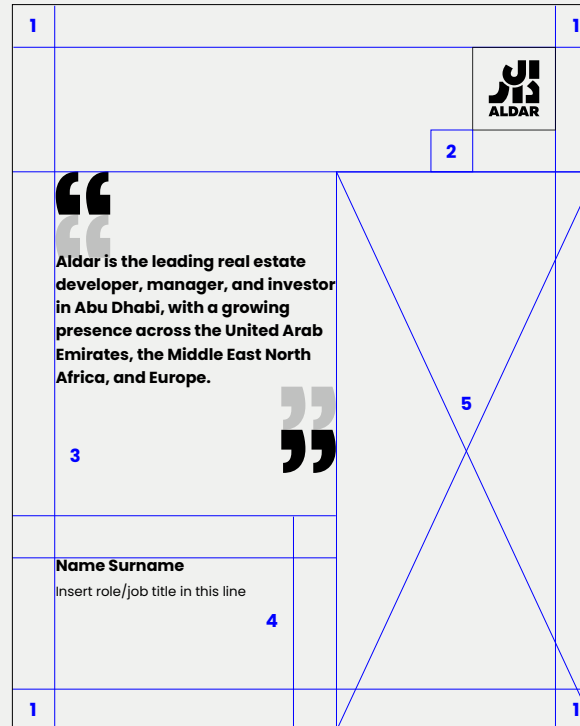 1
1
الدار
ALDAR
2
“
Aldar is the leading real estate
developer, manager, and investor
in Abu Dhabi, with a growing
presence across the United Arab
Emirates, the Middle East North
Africa, and Europe.
”
5
3
Name Surname
Insert role/job title in this line
4
1
1